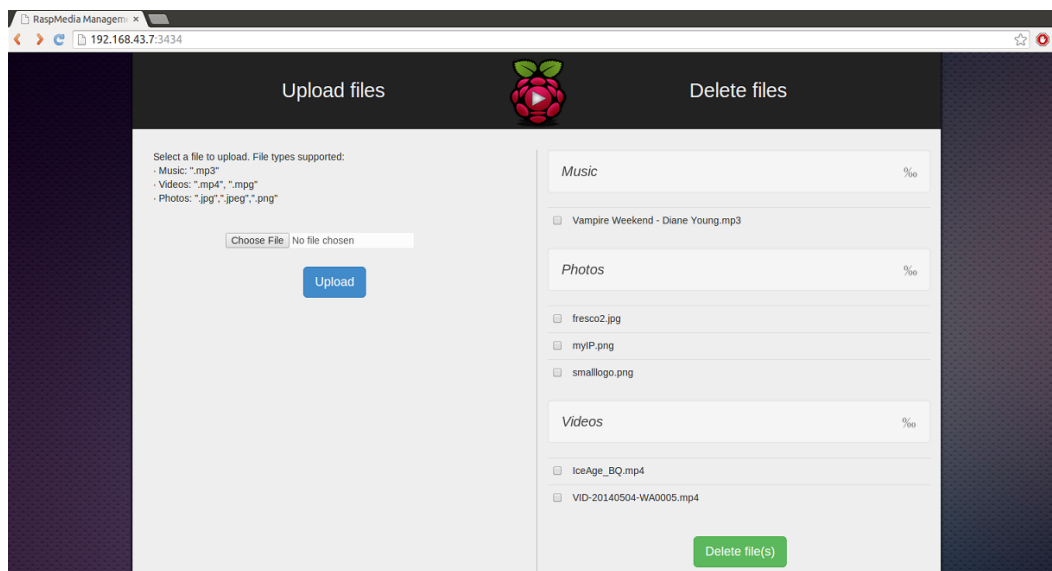 RaspMedia Managem
192.168.43.7:3434
Upload files
Delete files
Select a file to upload. File types supported:
· Music: ".mp3"
· Videos: ".mp4", ".mpg"
· Photos: ".jpg",".jpeg",".png"
Choose File No file chosen
Upload
Music ‰
Vampire Weekend - Diane Young.mp3
Photos ‰
fresco2.jpg
myIP.png
smalllogo.png
Videos ‰
IceAge_BQ.mp4
VID-20140504-WA0005.mp4
Delete file(s)